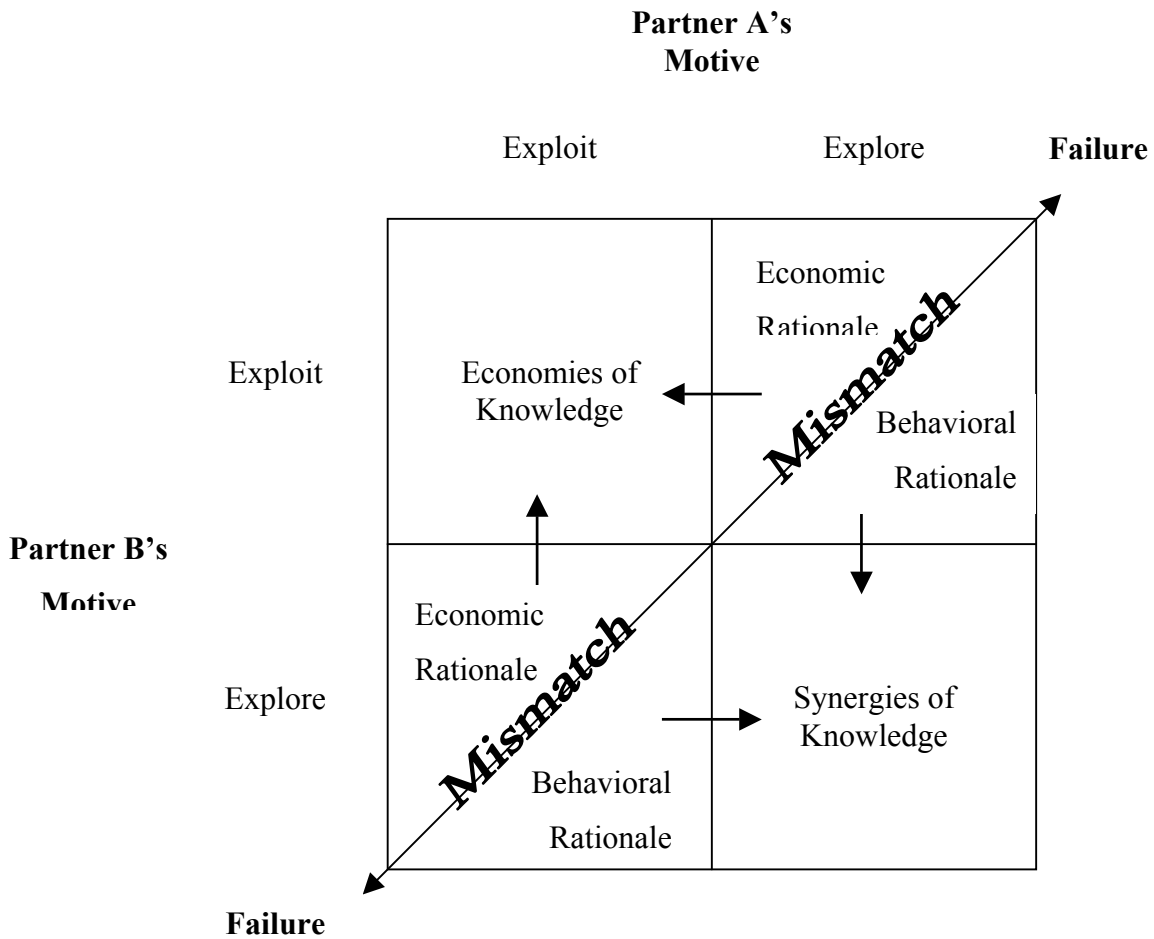 Partner A's
Motive
Exploit
Explore
Failure
Economic
Rationale
Mismatch
Exploit
Economies of
Knowledge
Behavioral
Rationale
Partner B's
Motive
Economic
Rationale
Mismatch
Explore
Synergies of
Knowledge
Behavioral
Rationale
Failure